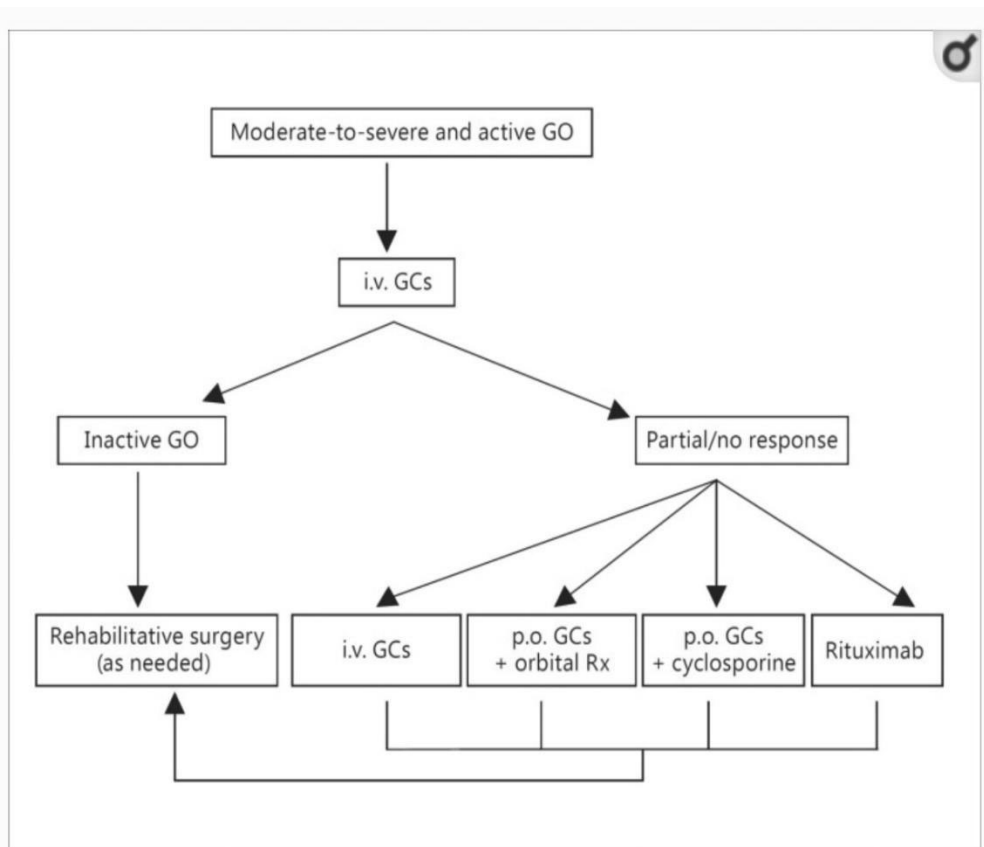 Moderate-to-severe and active GO
i.v. GCs
Inactive GO
Partial/no response
Rehabilitative surgery
(as needed)
i.v. GCs
p.o. GCs
+ orbital Rx
p.o. GCs
+ cyclosporine
Rituximab